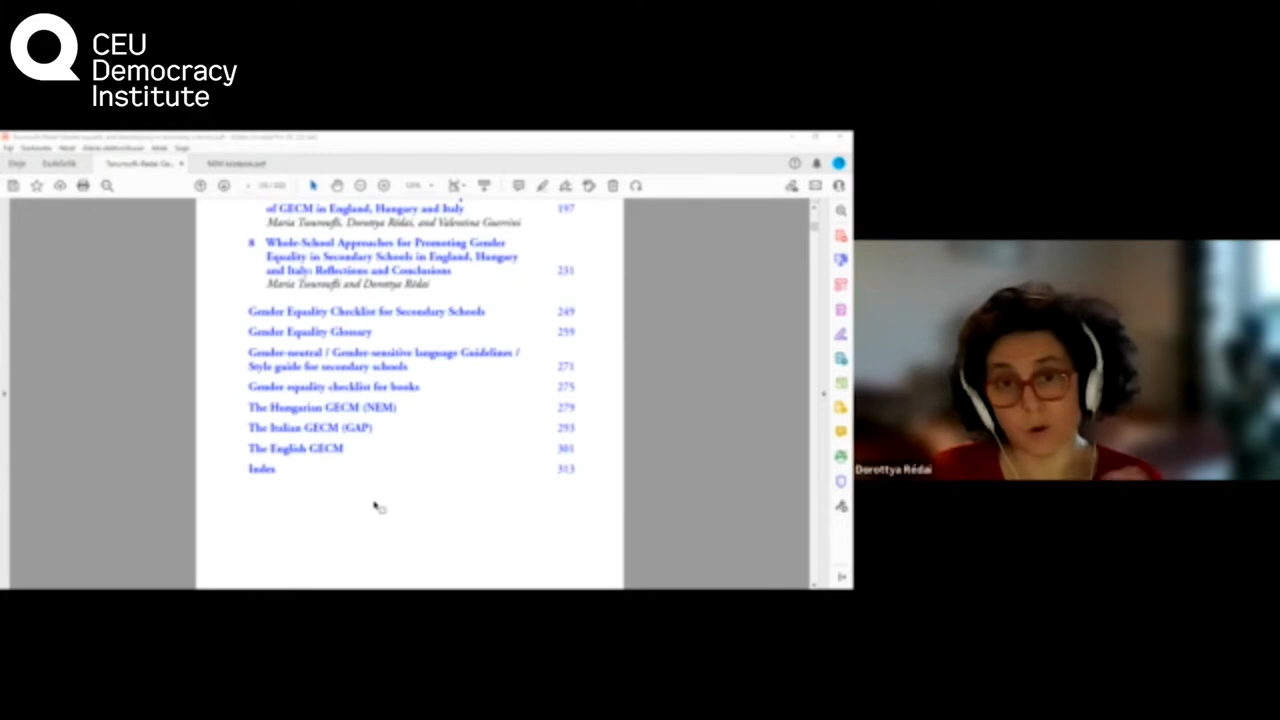 CEU
Democracy
Institute
of GECM in England, Hungary and Italy 197
Maria Tsouroufli, Dorottya Rédai, and Valentina Guerrini
8 Whole-School Approaches for Promoting Gender
Equality in Secondary Schools in England, Hungary
and Italy: Reflections and Conclusions 231
Maria Tsouroufli and Dorottya Rédai
Gender Equality Checklist for Secondary Schools 249
Gender Equality Glossary 259
Gender-neutral / Gender-sensitive language Guidelines /
Style guide for secondary schools 271
Gender equality checklist for books 275
The Hungarian GECM (NEM) 279
The Italian GECM (GAP) 293
The English GECM 301
Index 313
Dorottya Rédai